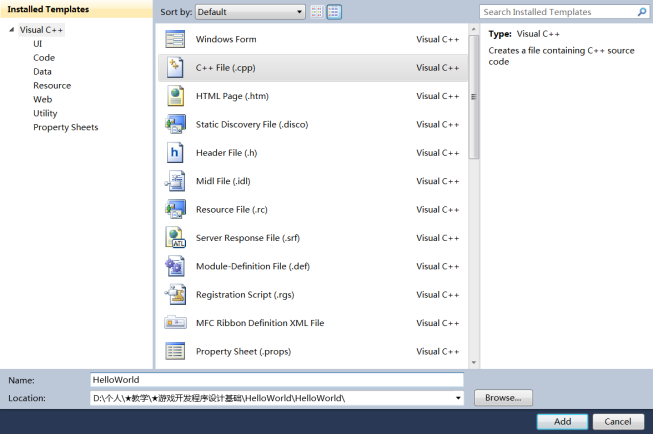 Installed Templates
Sort by: Default
Search Installed Templates
Visual C++
UI
Code
Data
Resource
Web
Utility
Property Sheets
Windows Form Visual C++
C++ File (.cpp) Visual C++
HTML Page (.htm) Visual C++
Static Discovery File (.disco) Visual C++
Header File (.h) Visual C++
Midl File (.idl) Visual C++
Resource File (.rc) Visual C++
Server Response File (.srf) Visual C++
Module-Definition File (.def) Visual C++
Registration Script (.rgs) Visual C++
MFC Ribbon Definition XML File Visual C++
Property Sheet (.props) Visual C++
Type: Visual C++
Creates a file containing C++ source
code
Name: HelloWorld
Location: D:\个人\★教学\★游戏开发程序设计基础\HelloWorld\HelloWorld\
Browse...
Add Cancel